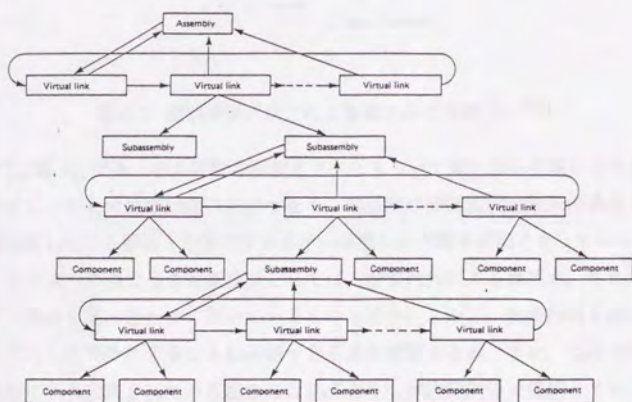 Assembly
Virtual link Virtual link Virtual link
Subassembly Subassembly
Virtual link Virtual link Virtual link
Component Component Subassembly Component Component Component
Virtual link Virtual link Virtual link
Component Component Component Component Component Component